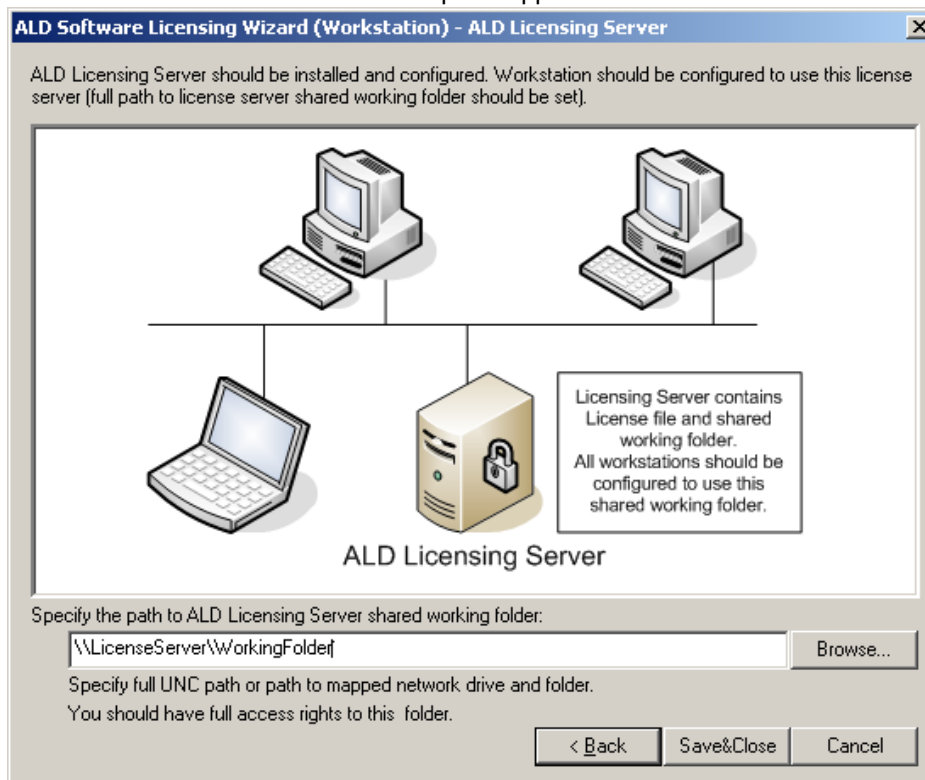 ALD Software Licensing Wizard (Workstation) - ALD Licensing Server
ALD Licensing Server should be installed and configured. Workstation should be configured to use this license
server (full path to license server shared working folder should be set).
Licensing Server contains
License file and shared
working folder.
All workstations should be
configured to use this
shared working folder.
ALD Licensing Server
Specify the path to ALD Licensing Server shared working folder:
\\LicenseServer\WorkingFolder
Browse...
Specify full UNC path or path to mapped network drive and folder.
You should have full access rights to this  folder.
< Back
Save&Close
Cancel